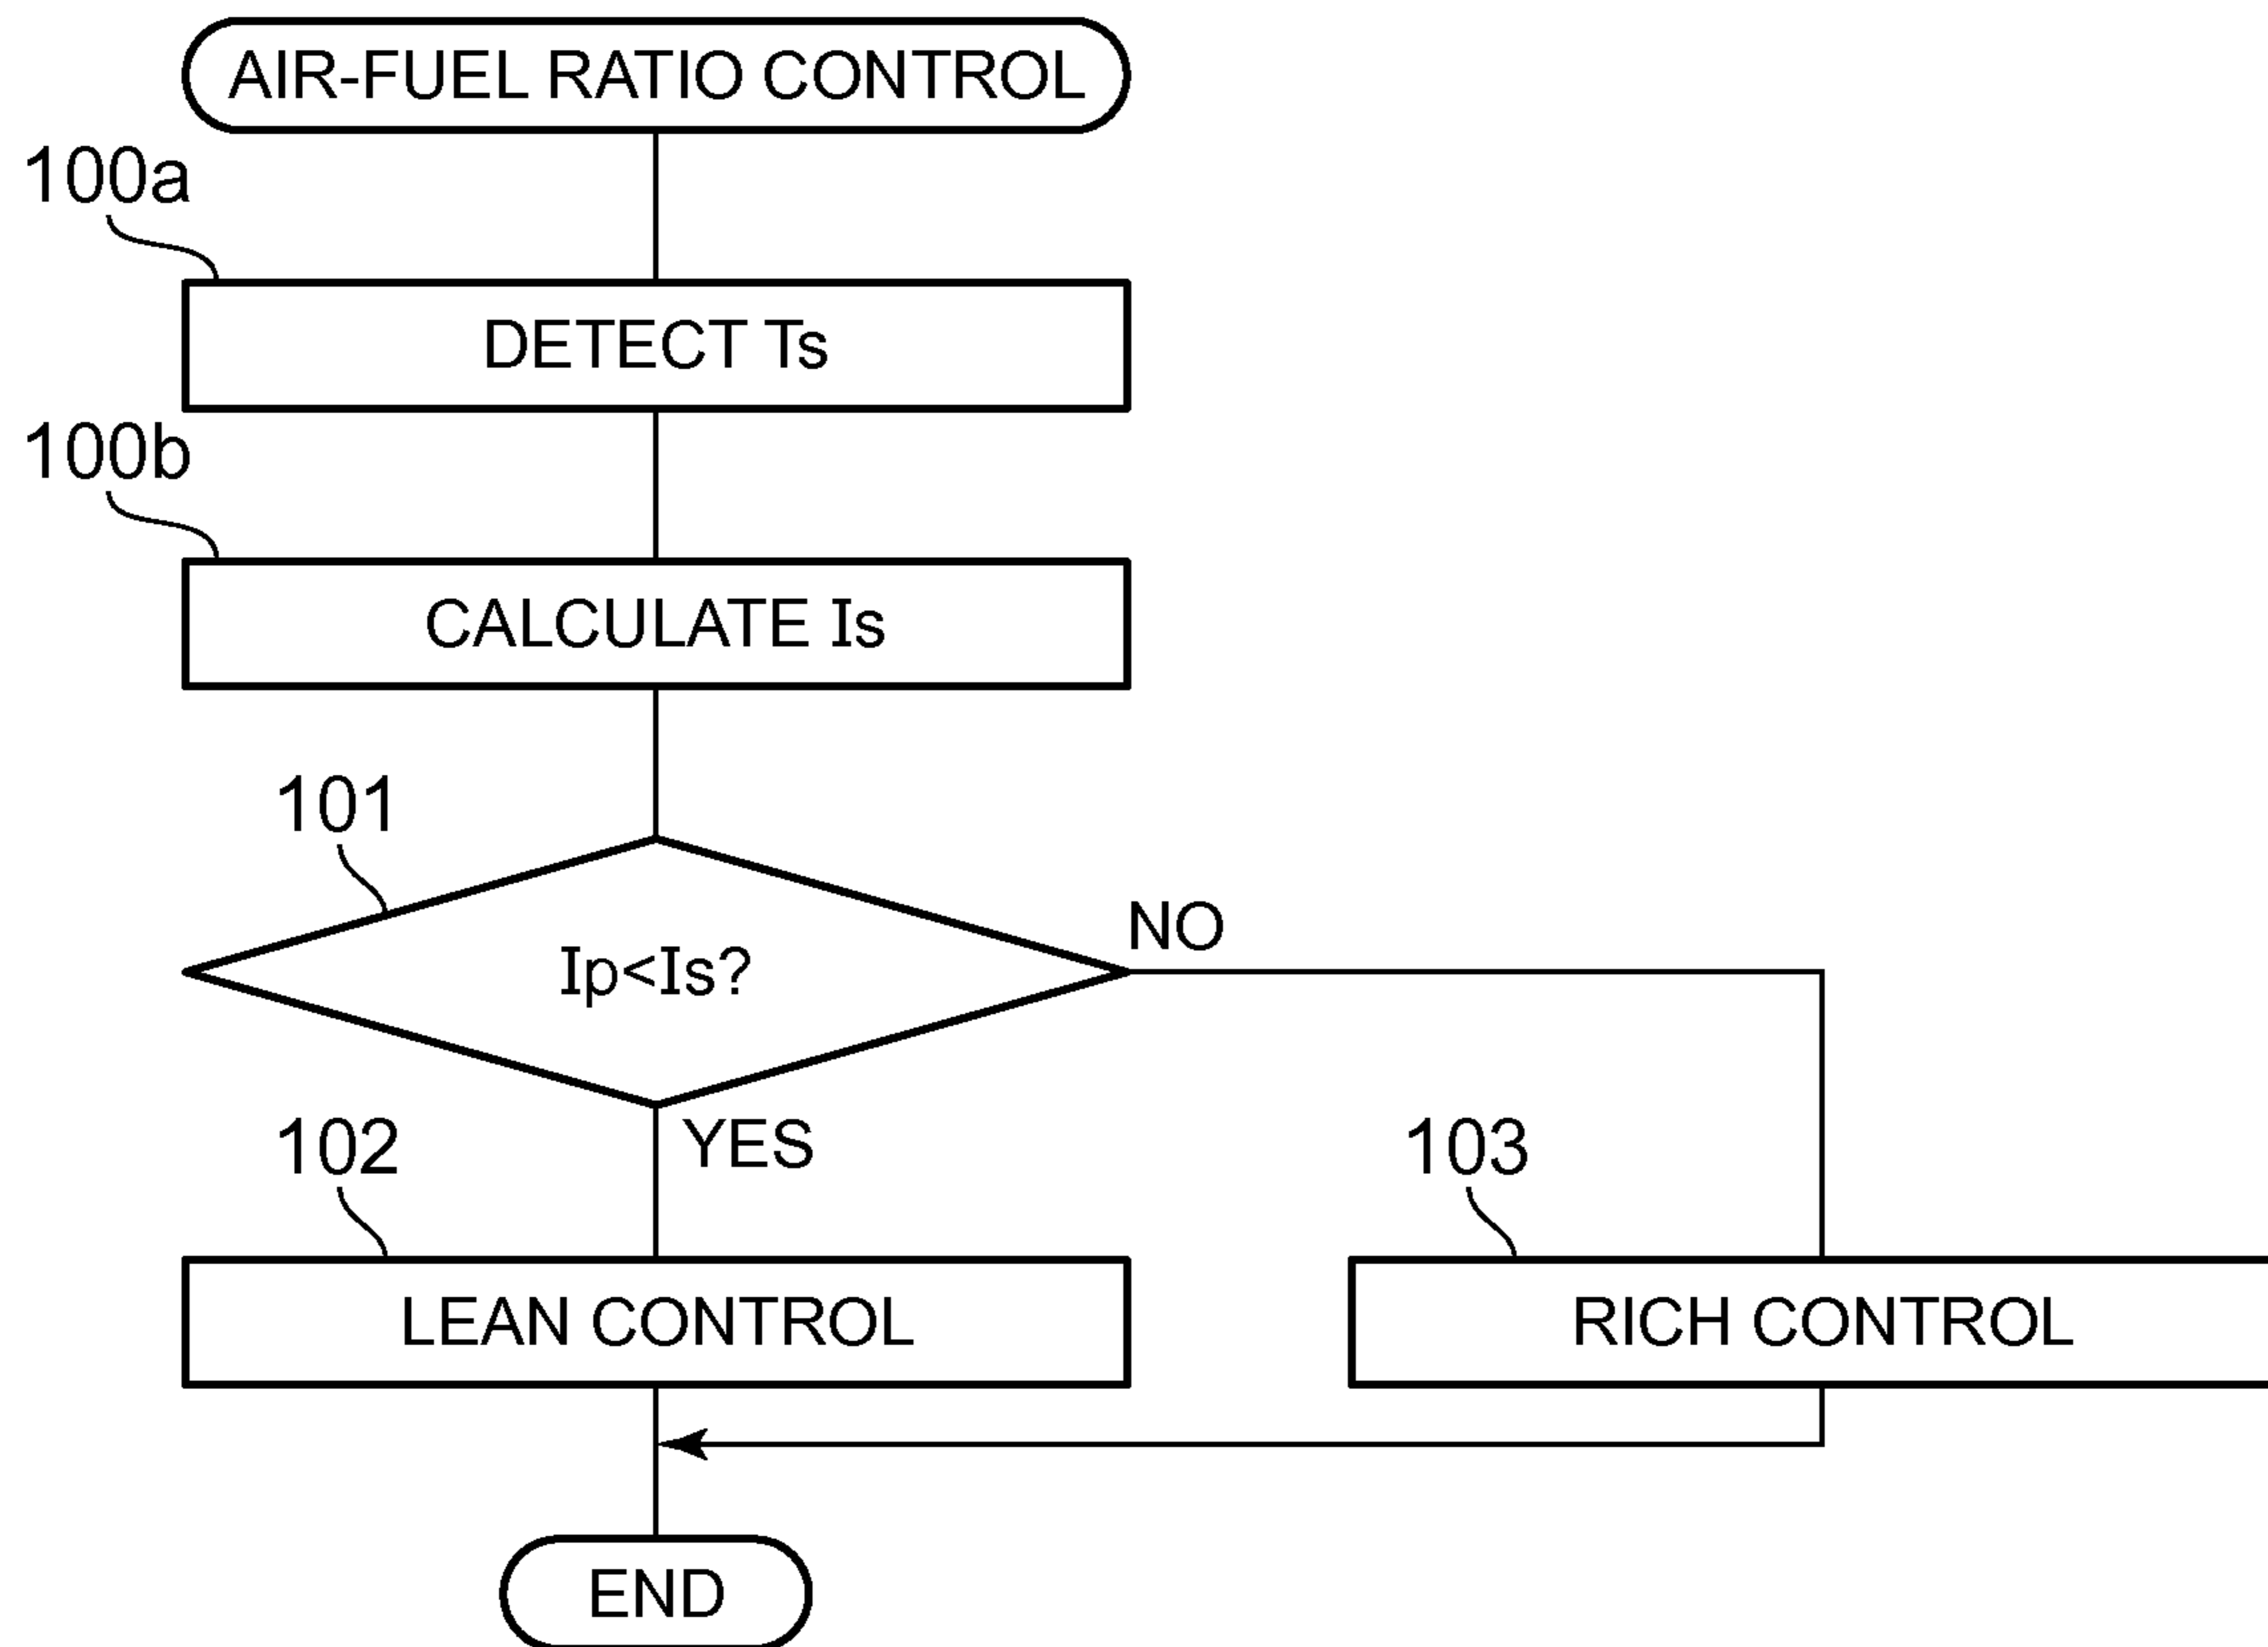 AIR-FUEL RATIO CONTROL
100a
DETECT Ts
100b
CALCULATE Is
101
Ip<Is?
NO
YES
102
103
LEAN CONTROL
RICH CONTROL
END